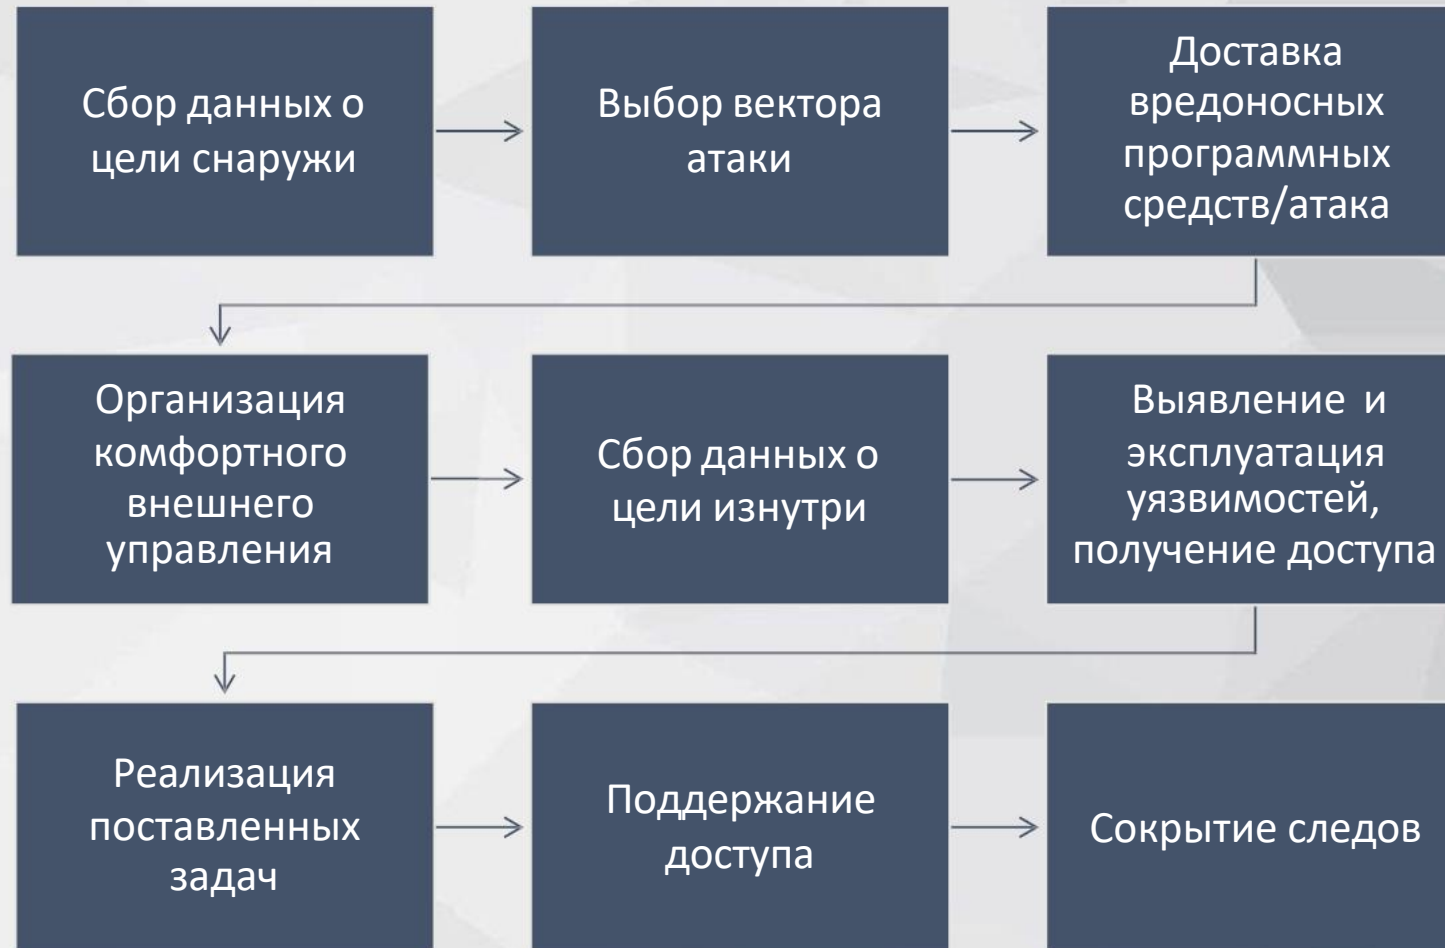 Сбор данных о
цели снаружи
Выбор вектора
атаки
Доставка
вредоносных
программных
средств/атака
Организация
комфортного
внешнего
управления
Сбор данных о
цели изнутри
Выявление и
эксплуатация
уязвимостей,
получение доступа
Реализация
поставленных
задач
Поддержание
доступа
Сокрытие следов